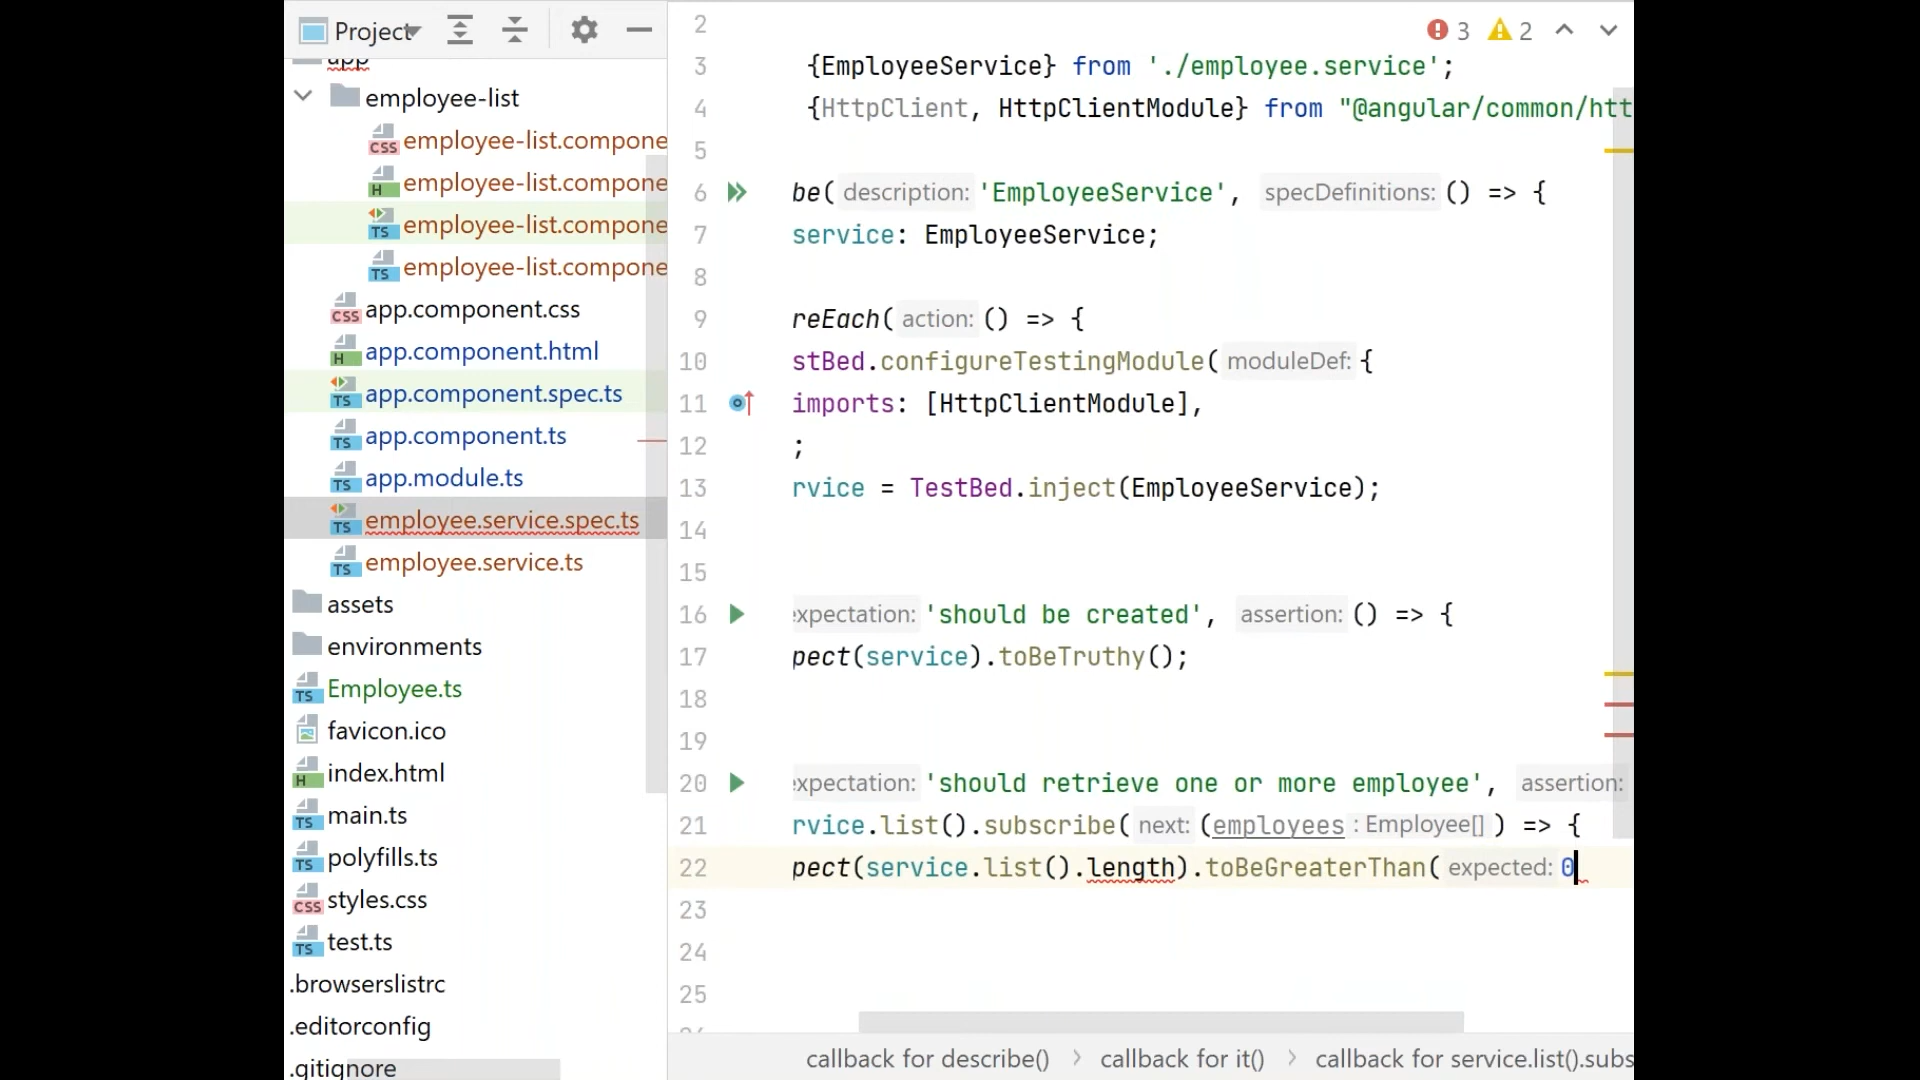 Project
app
employee-list
employee-list.compone
employee-list.compone
employee-list.compone
employee-list.compone
app.component.css
app.component.html
app.component.spec.ts
app.component.ts
app.module.ts
employee.service.spec.ts
employee.service.ts
assets
environments
Employee.ts
favicon.ico
index.html
main.ts
polyfills.ts
styles.css
test.ts
.browserslistrc
.editorconfig
.gitignore
3 2
2
3 {EmployeeService} from './employee.service';
4 {HttpClient, HttpClientModule} from "@angular/common/htt
5
6 be( description: 'EmployeeService', specDefinitions: () => {
7 service: EmployeeService;
8
9 reEach( action: () => {
10 stBed.configureTestingModule( moduleDef: {
11 imports: [HttpClientModule],
12 ;
13 rvice = TestBed.inject(EmployeeService);
14
15
16 expectation: 'should be created', assertion: () => {
17 pect(service).toBeTruthy();
18
19
20 expectation: 'should retrieve one or more employee', assertion:
21 rvice.list().subscribe( next: (employees : Employee[] ) => {
22 pect(service.list().length).toBeGreaterThan( expected: 0
23
24
25
callback for describe() > callback for it() > callback for service.list().subs